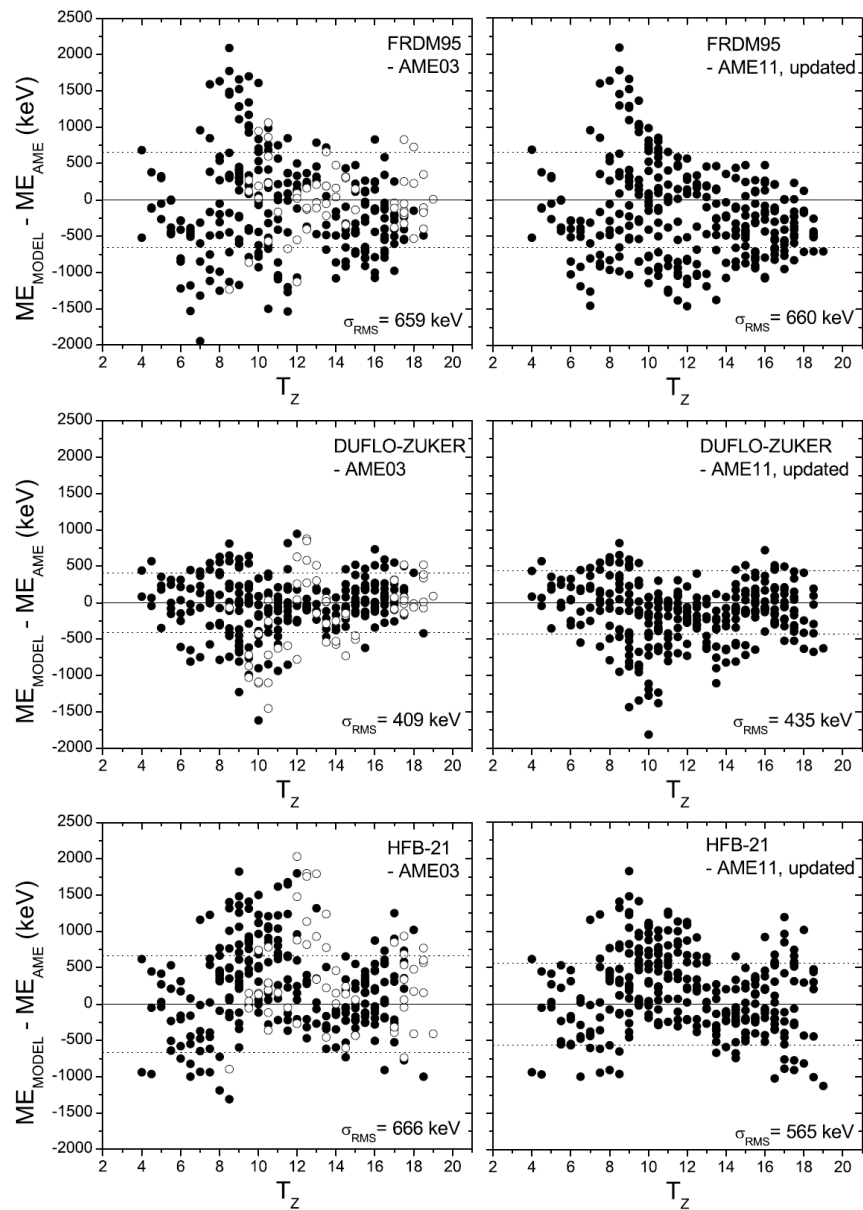 2500
2000
1500
1000
500
0
-500
-1000
-1500
-2000
ME_MODEL - ME_AME (keV)
FRDM95
- AME03
σ_RMS = 659 keV
2 4 6 8 10 12 14 16 18 20
T_Z
FRDM95
- AME11, updated
σ_RMS = 660 keV
2 4 6 8 10 12 14 16 18 20
T_Z
2500
2000
1500
1000
500
0
-500
-1000
-1500
-2000
ME_MODEL - ME_AME (keV)
DUFLO-ZUKER
- AME03
σ_RMS = 409 keV
2 4 6 8 10 12 14 16 18 20
T_Z
DUFLO-ZUKER
- AME11, updated
σ_RMS = 435 keV
2 4 6 8 10 12 14 16 18 20
T_Z
2500
2000
1500
1000
500
0
-500
-1000
-1500
-2000
ME_MODEL - ME_AME (keV)
HFB-21
- AME03
σ_RMS = 666 keV
2 4 6 8 10 12 14 16 18 20
T_Z
HFB-21
- AME11, updated
σ_RMS = 565 keV
2 4 6 8 10 12 14 16 18 20
T_Z